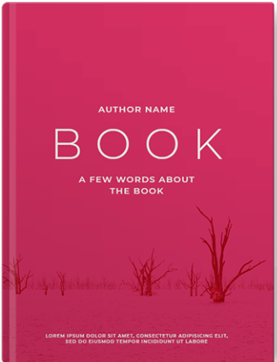 AUTHOR NAME
BOOK
A FEW WORDS ABOUT
THE BOOK
LOREM IPSUM DOLOR SIT AMET, CONSECTETUR ADIPISICING ELIT,
SED DO EIUSMOD TEMPOR INCIDIDUNT UT LABORE